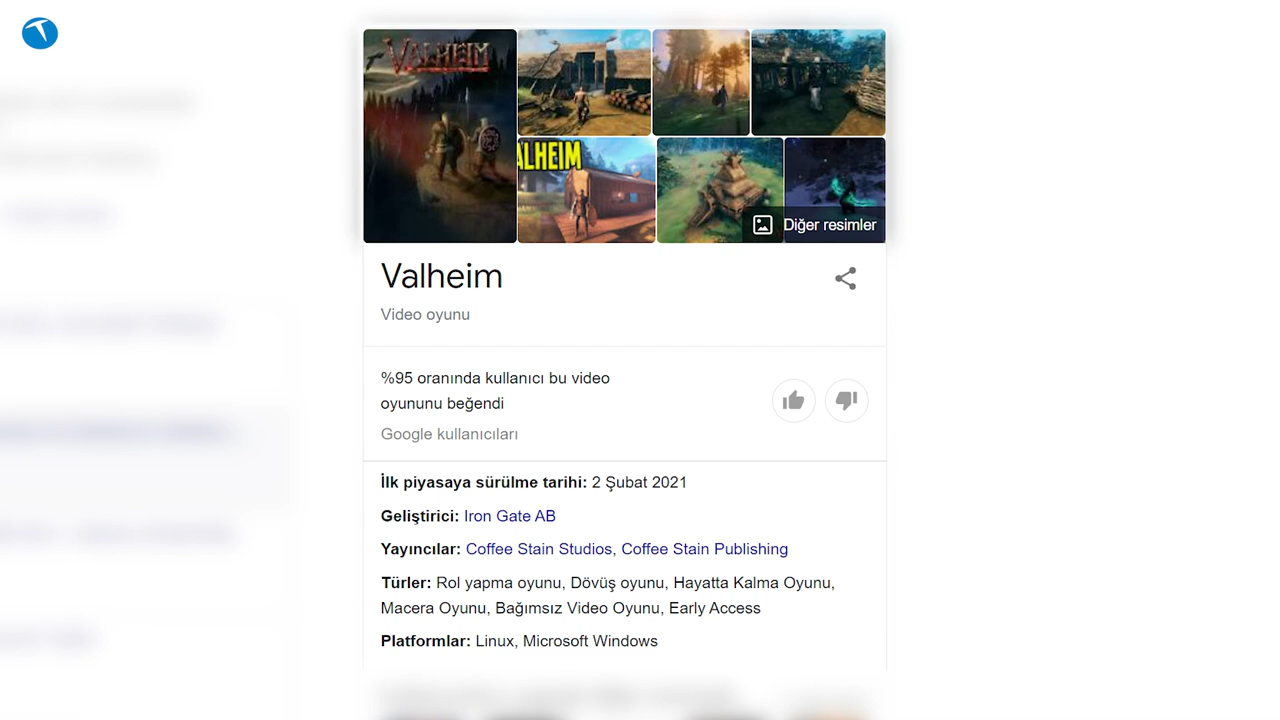 VALHEIM
ALHEIM
Diğer resimler
Valheim
Video oyunu
%95 oranında kullanıcı bu video
oyununu beğendi
Google kullanıcıları
İlk piyasaya sürülme tarihi: 2 Şubat 2021
Geliştirici: Iron Gate AB
Yayıncılar: Coffee Stain Studios, Coffee Stain Publishing
Türler: Rol yapma oyunu, Dövüş oyunu, Hayatta Kalma Oyunu,
Macera Oyunu, Bağımsız Video Oyunu, Early Access
Platformlar: Linux, Microsoft Windows